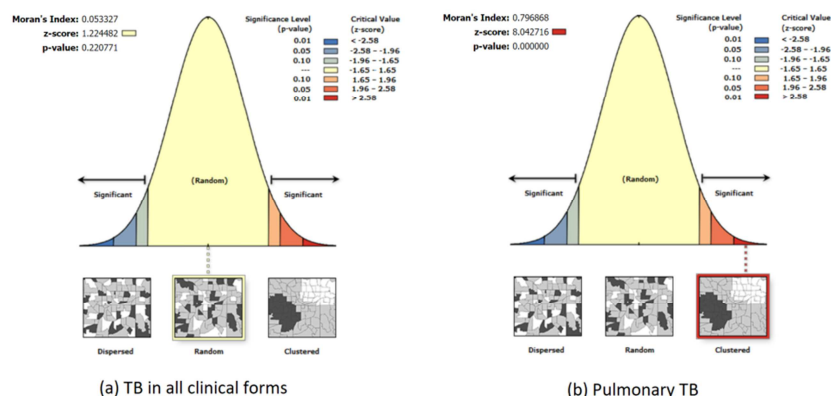 Moran's Index: 0.053327
z-score: 1.224482
p-value: 0.220771
Significance Level
(p-value)
0.01
0.05
0.10
---
0.10
0.05
0.01
Critical Value
(z-score)
< -2.58
-2.58 - -1.96
-1.96 - -1.65
-1.65 - 1.65
1.65 - 1.96
1.96 - 2.58
> 2.58
(Random)
Significant
Significant
Dispersed
Random
Clustered
(a) TB in all clinical forms
Moran's Index: 0.796868
z-score: 8.042716
p-value: 0.000000
Significance Level
(p-value)
0.01
0.05
0.10
---
0.10
0.05
0.01
Critical Value
(z-score)
< -2.58
-2.58 - -1.96
-1.96 - -1.65
-1.65 - 1.65
1.65 - 1.96
1.96 - 2.58
> 2.58
(Random)
Significant
Significant
Dispersed
Random
Clustered
(b) Pulmonary TB